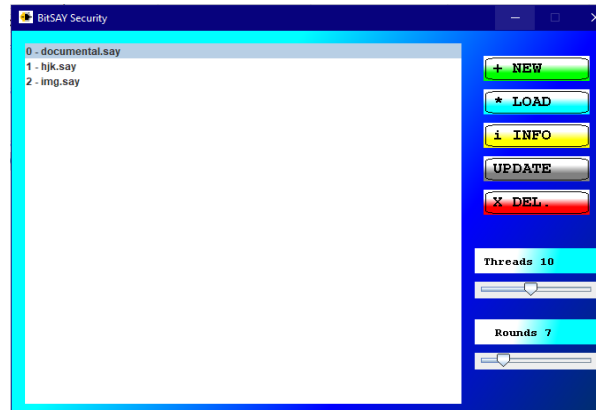 BitSAY Security
0 - documental.say
1 - hjk.say
2 - img.say
+ NEW
* LOAD
i INFO
UPDATE
X DEL.
Threads 10
Rounds 7